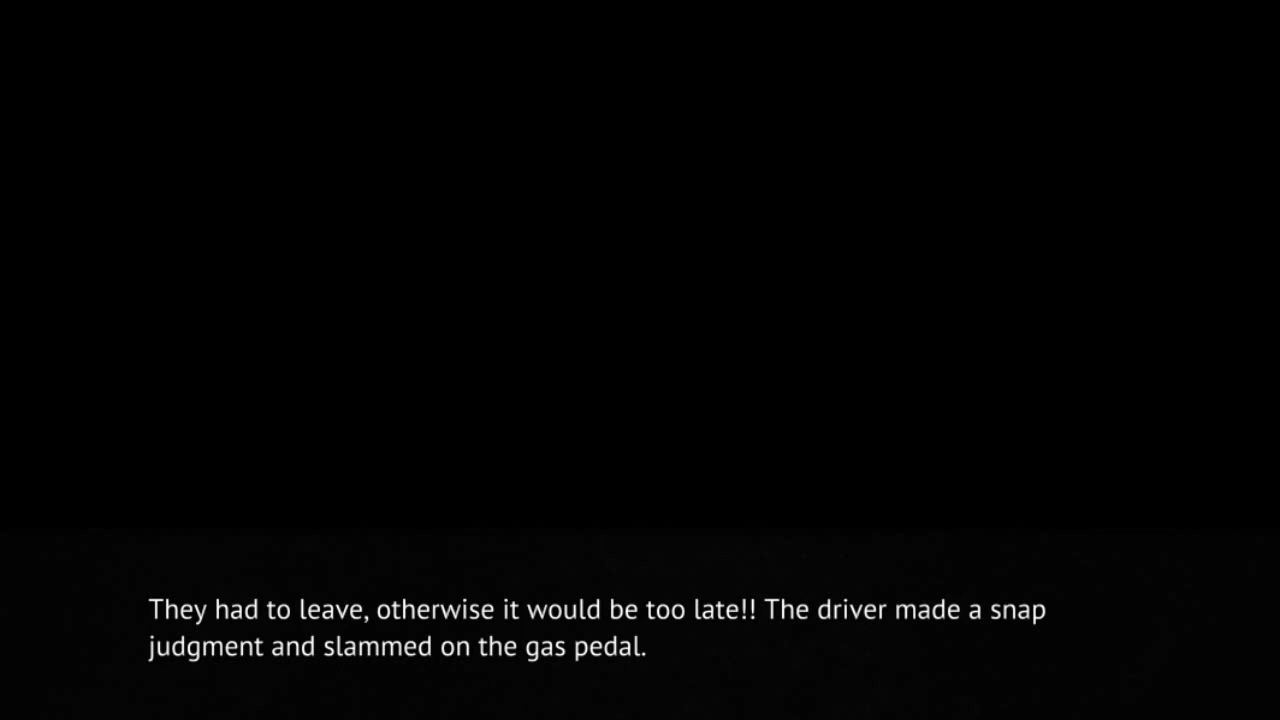 They had to leave, otherwise it would be too late!! The driver made a snap
judgment and slammed on the gas pedal.